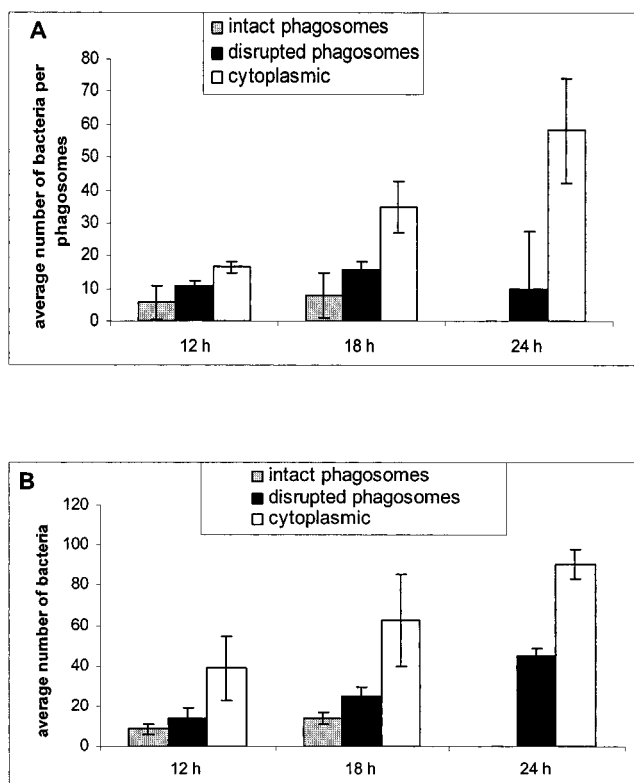 A
intact phagosomes
disrupted phagosomes
cytoplasmic
average number of bacteria per
phagosomes
80
70
60
50
40
30
20
10
0
12 h 18 h 24 h
B
intact phagosomes
disrupted phagosomes
cytoplasmic
average number of bacteria
120
100
80
60
40
20
0
12 h 18 h 24 h